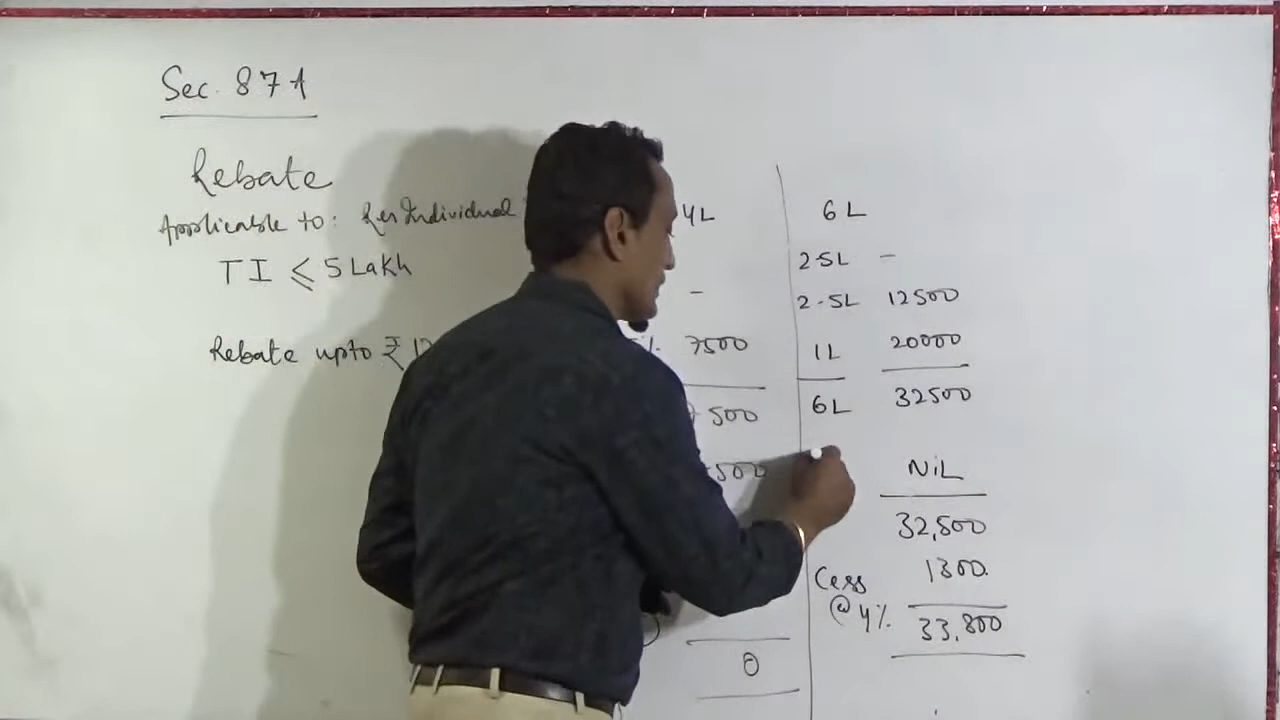 Sec. 87A
Rebate
Applicable to: Res Individual
TI ≤ 5 Lakh
Rebate upto ₹ 12
4L
-
7500
500
500
0
6L
2.5L -
2.5L 12500
1L 20000
6L 32500
NiL
32,500
Cess 1300.
@ 4%
33,800